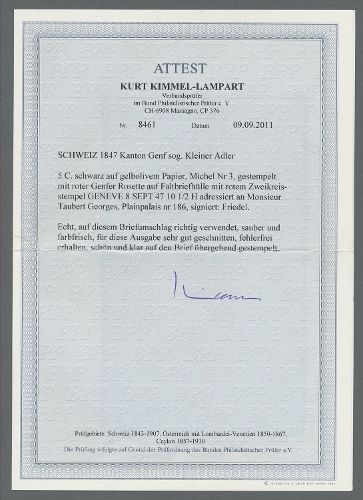 ATTEST
KURT KIMMEL-LAMPART
Verbandsprüfer
im Bund Philatelistischer Prüfer e. V.
CH-6908 Massagno, CP 376
Nr. 8461 Datum 09.09.2011
SCHWEIZ 1847 Kanton Genf sog. Kleiner Adler
5 C. schwarz auf gelboliven Papier, Michel Nr 3, gestempelt
mit roter Genfer Rosette auf Faltbriefhülle mit rotem Zweikreis-
stempel GENEVE 8 SEPT 47 10 1/2 H adressiert an Monsieur
Taubert Georges, Plainpalais nr 186, signiert: Friedel.
Echt, auf diesem Briefumschlag richtig verwendet, sauber und
farbfrisch, für diese Ausgabe sehr gut geschnitten, fehlerfrei
erhalten, schön und klar auf den Brief übergehend gestempelt.
Prüfgebiete: Schweiz 1843-1907, Österreich mit Lombardei-Venetien 1850-1867,
Ceylon 1857-1910
Die Prüfung erfolgte auf Grund der Prüfordnung des Bundes Philatelistischer Prüfer e.V.